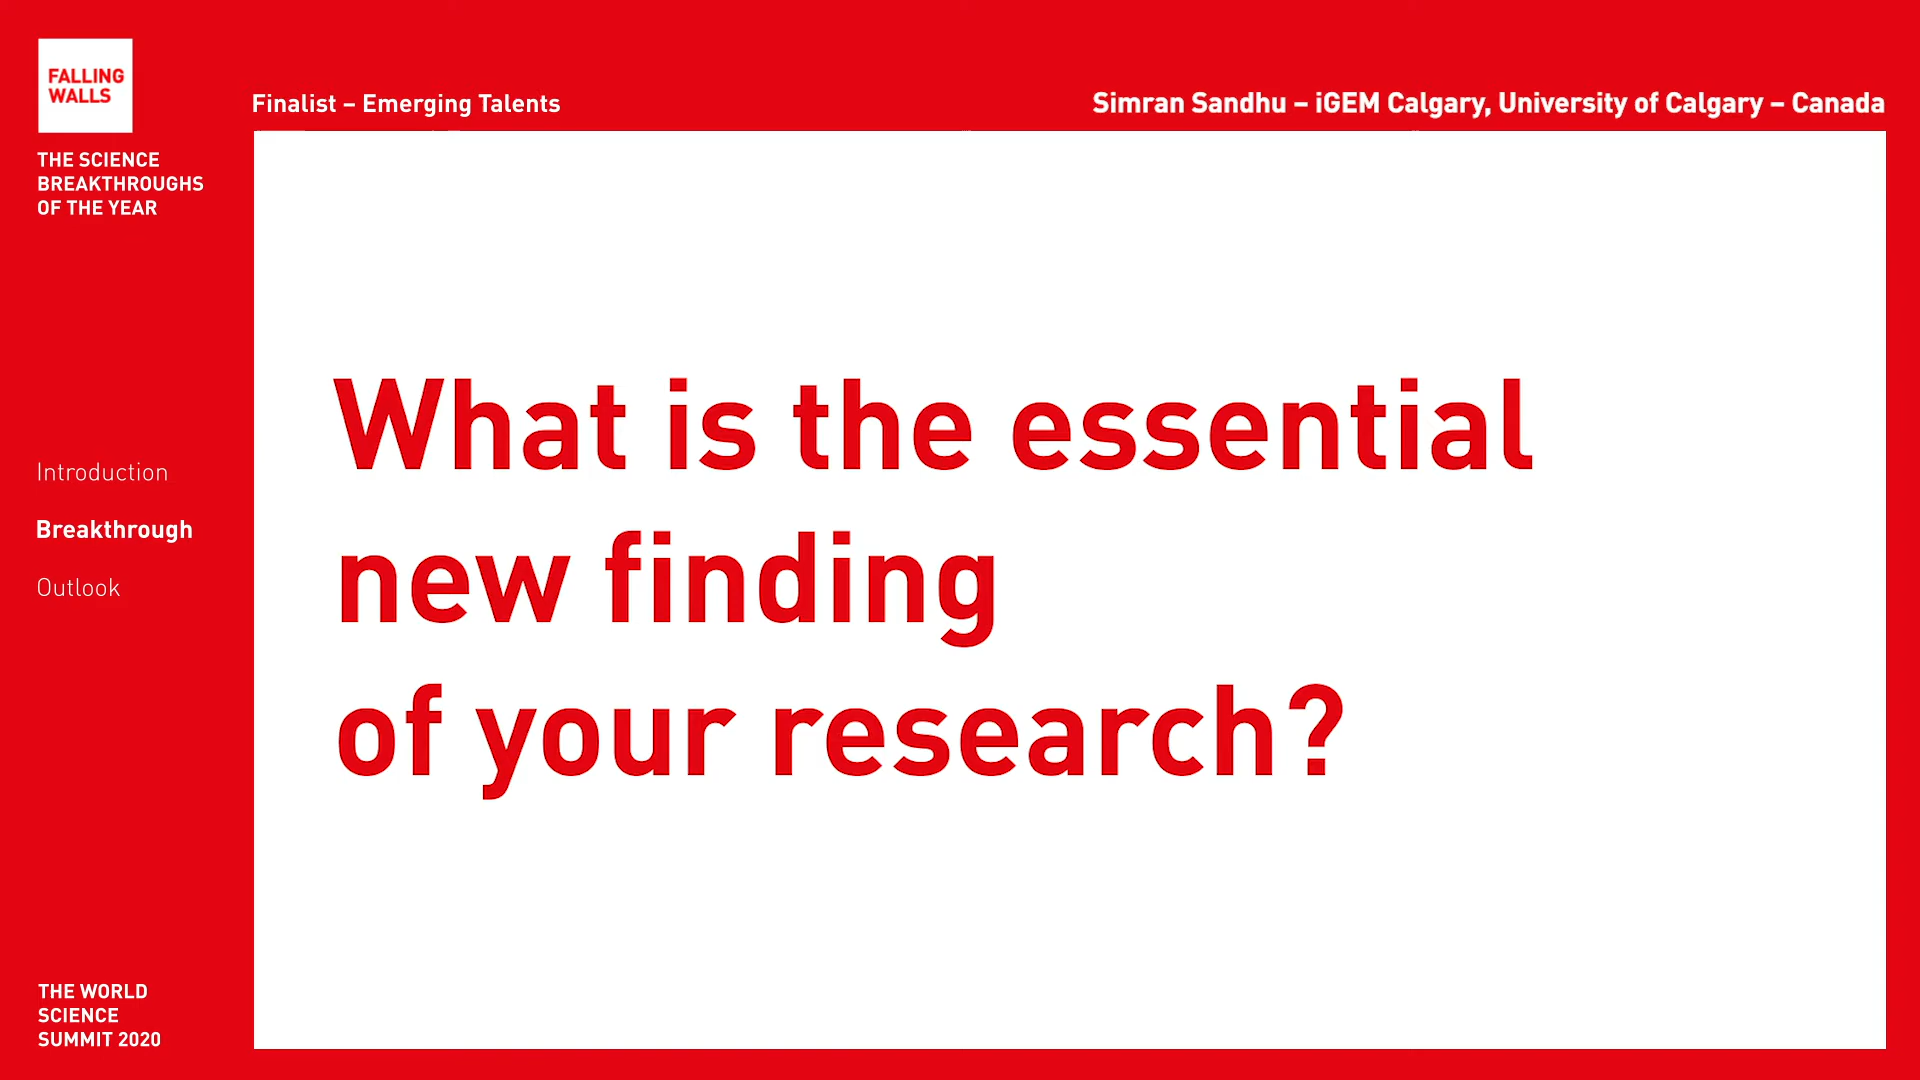 FALLING
WALLS
THE SCIENCE
BREAKTHROUGHS
OF THE YEAR
Finalist – Emerging Talents
Simran Sandhu – iGEM Calgary, University of Calgary – Canada
Introduction
Breakthrough
Outlook
What is the essential
new finding
of your research?
THE WORLD
SCIENCE
SUMMIT 2020